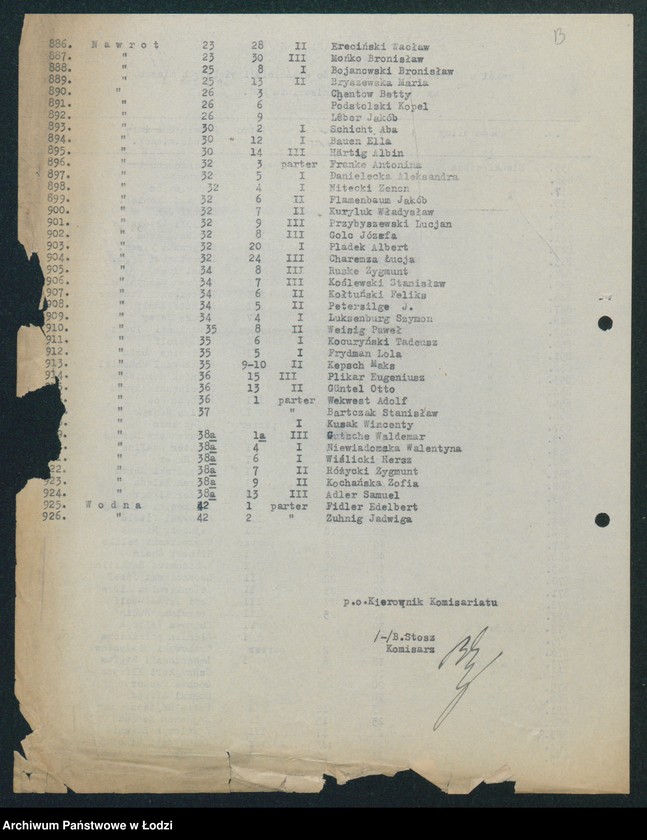 B
886. Nawrot 23 28 II Ereciński Wacław
887. " 23 30 III Mońko Bronisław
888. " 25 8 I Bojanowski Bronisław
889. " 25 13 II Bryszewska Maria
890. " 26 3 Chentow Betty
891. " 26 6 Podstolski Kopel
892. " 26 9 Löber Jakób
893. " 30 2 I Schicht Aba
894. " 30 12 I Bauen Ella
895. " 30 14 III Härtig Albin
896. " 32 3 parter Franke Antonina
897. " 32 5 I Danielecka Aleksandra
898. " 32 4 I Nitecki Zenon
899. " 32 6 II Flamenbaum Jakób
900. " 32 7 II Kuryluk Władysław
901. " 32 9 III Przybyszewski Lucjan
902. " 32 8 III Golc Józefa
903. " 32 20 I Fladek Albert
904. " 32 24 III Charemza Łucja
905. " 34 8 III Ruske Zygmunt
906. " 34 7 III Koślewski Stanisław
907. " 34 6 II Kołtuński Feliks
908. " 34 5 II Petersilge J.
909. " 34 4 I Luksenburg Szymon
910. " 35 8 II Weisig Paweł
911. " 35 6 I Kocuryński Tadeusz
912. " 35 5 I Frydman Lola
913. " 35 9-10 II Kepsch Maks
914. " 36 15 III Plikar Eugeniusz
" 36 13 II Güntel Otto
" 36 1 parter Wekwest Adolf
" 37 " Bartczak Stanisław
" I Kusak Wincenty
" 38a 1a III Gutsche Waldemar
" 38a 4 I Niewiadomska Walentyna
" 38a 6 I Wiślicki Hersz
22. " 38a 7 II Różycki Zygmunt
923. " 38a 9 II Kochańska Zofia
924. " 38a 13 III Adler Samuel
925. Wodna 42 1 parter Fidler Edelbert
926. " 42 2 " Zuhnig Jadwiga
p.o.Kierownik Komisariatu
/-/B.Stosz
Komisarz
Archiwum Państwowe w Łodzi